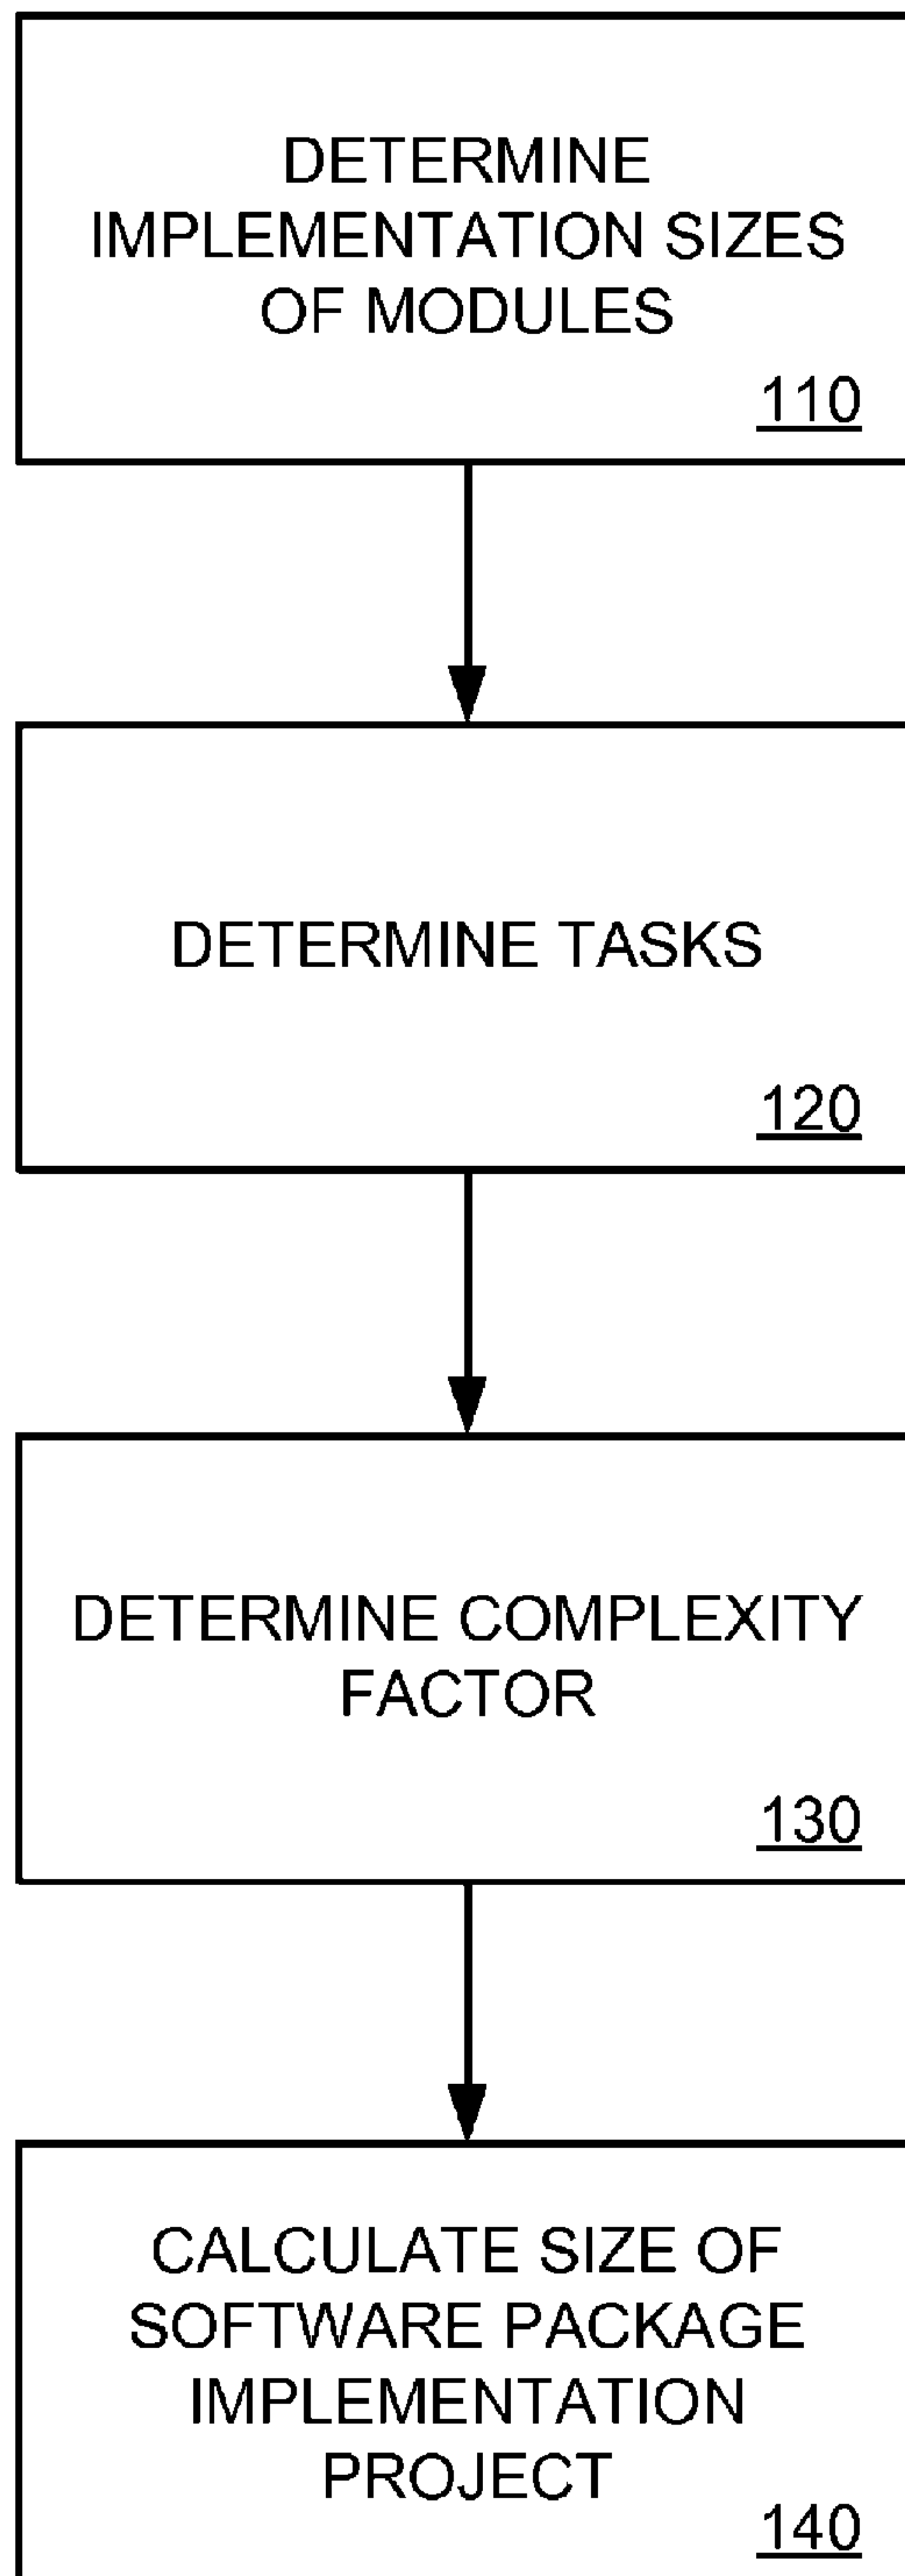 DETERMINE
IMPLEMENTATION SIZES
OF MODULES
110
DETERMINE TASKS
120
DETERMINE COMPLEXITY
FACTOR
130
CALCULATE SIZE OF
SOFTWARE PACKAGE
IMPLEMENTATION
PROJECT
140